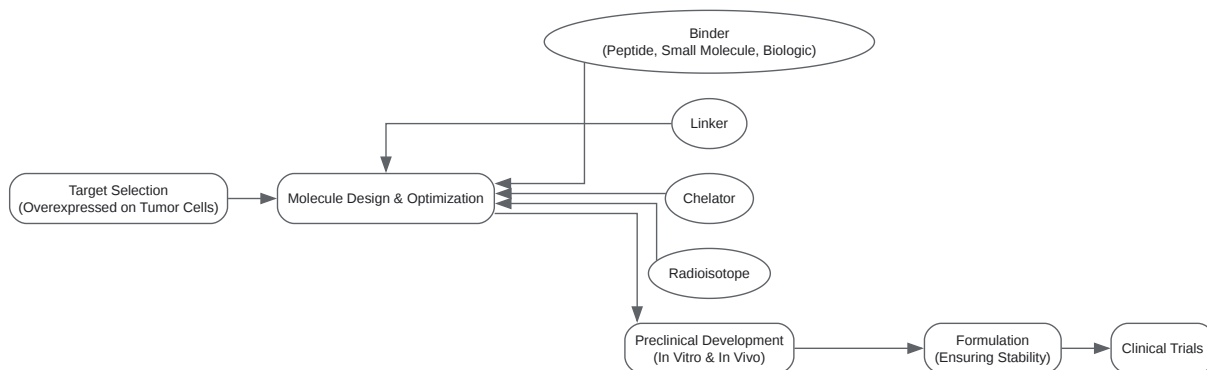 Binder
(Peptide, Small Molecule, Biologic)
Linker
Target Selection
(Overexpressed on Tumor Cells)
Molecule Design & Optimization
Chelator
Radioisotope
Preclinical Development
(In Vitro & In Vivo)
Formulation
(Ensuring Stability)
Clinical Trials